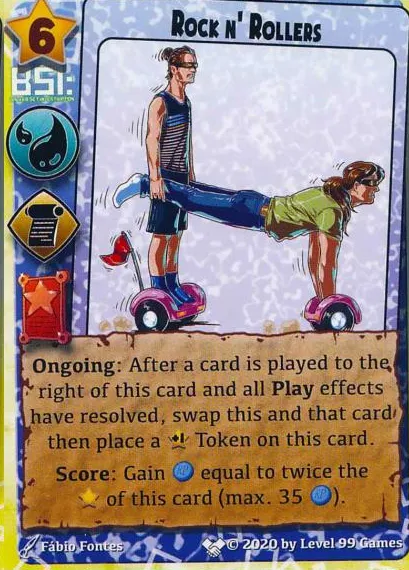 6
ROCK N' ROLLERS
BSI:
Ongoing: After a card is played to the
right of this card and all Play effects
have resolved, swap this and that card
then place a +1 Token on this card.
Score: Gain equal to twice the
of this card (max. 35 ).
Fábio Fontes
© 2020 by Level 99 Games